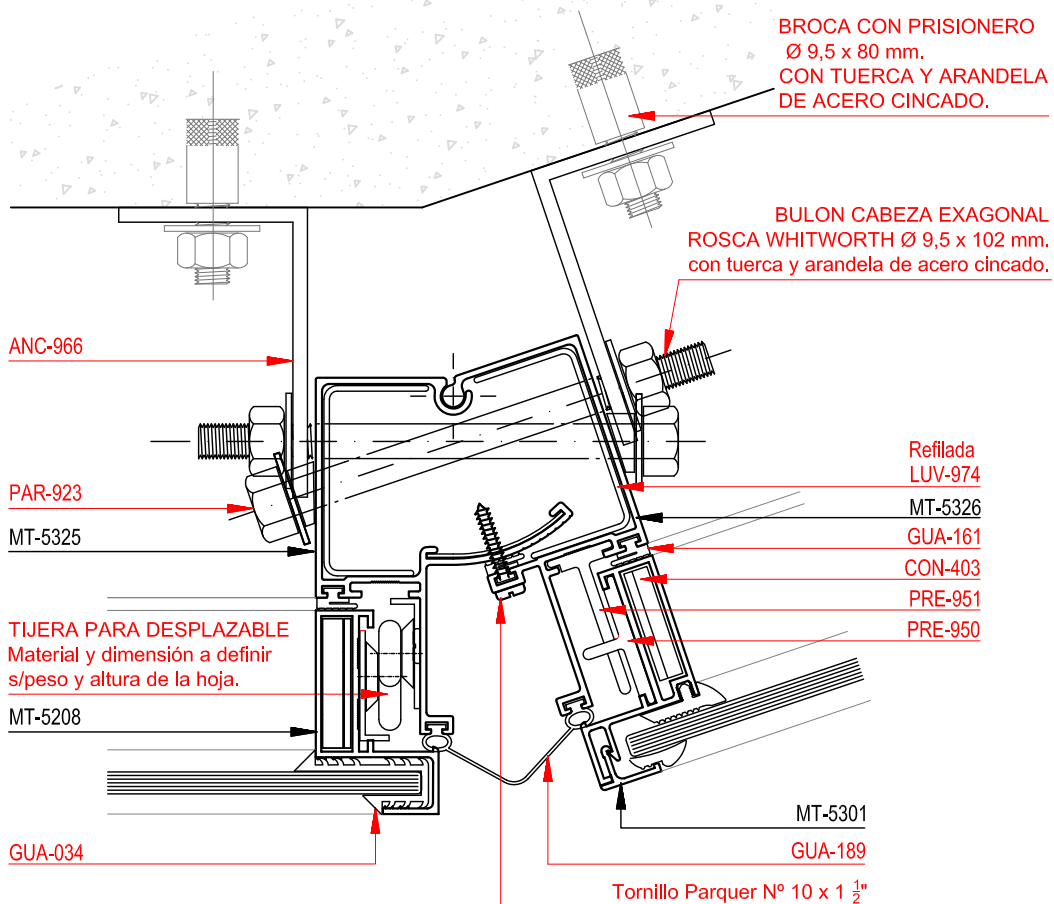 BROCA CON PRISIONERO
Ø 9,5 x 80 mm.
CON TUERCA Y ARANDELA
DE ACERO CINCADO.
BULON CABEZA EXAGONAL
ROSCA WHITWORTH Ø 9,5 x 102 mm.
con tuerca y arandela de acero cincado.
ANC-966
Refilada
LUV-974
PAR-923
MT-5326
MT-5325
GUA-161
CON-403
PRE-951
PRE-950
TIJERA PARA DESPLAZABLE
Material y dimensión a definir
s/peso y altura de la hoja.
MT-5208
MT-5301
GUA-034
GUA-189
Tornillo Parquer Nº 10 x 1 1/2"